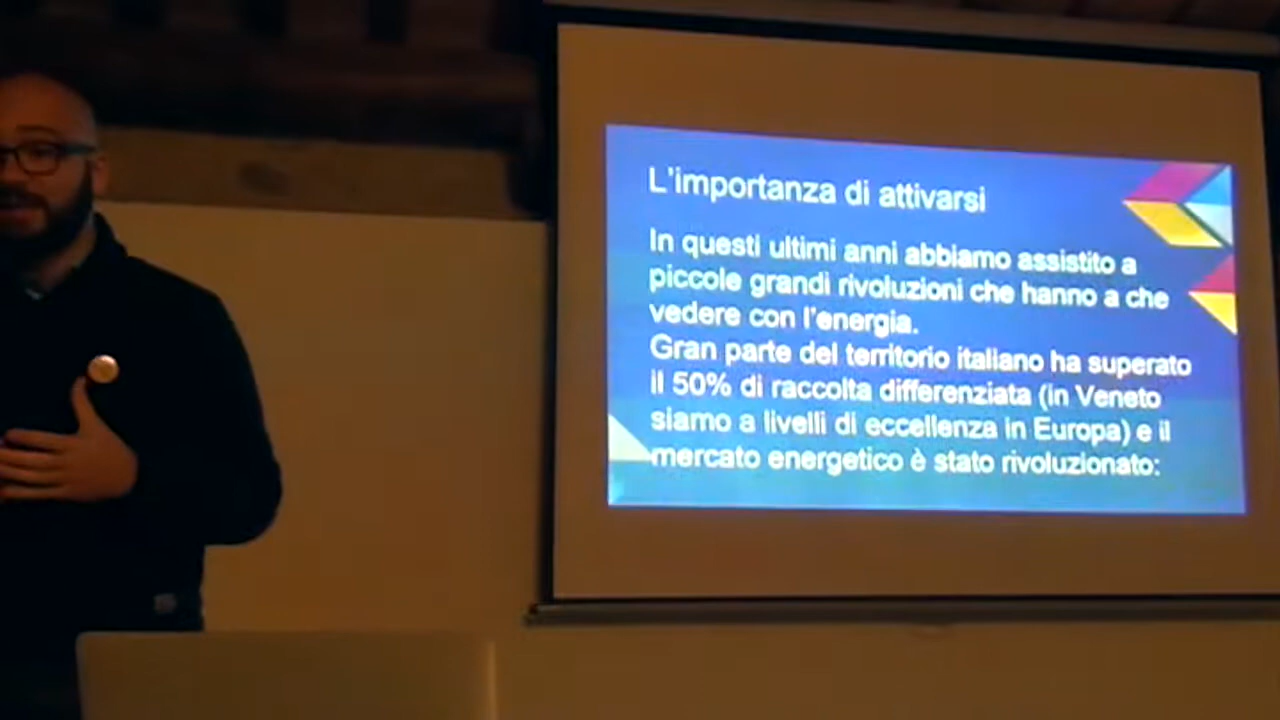 L'importanza di attivarsi
In questi ultimi anni abbiamo assistito a
piccole grandi rivoluzioni che hanno a che
vedere con l'energia.
Gran parte del territorio italiano ha superato
il 50% di raccolta differenziata (in Veneto
siamo a livelli di eccellenza in Europa) e il
mercato energetico è stato rivoluzionato: